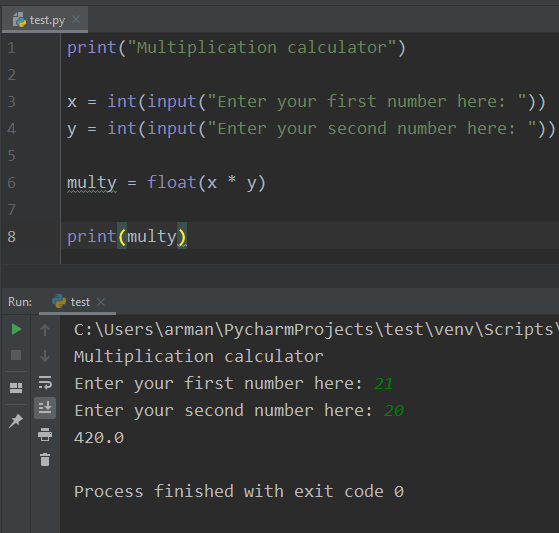 test.py
1 print("Multiplication calculator")
2
3 x = int(input("Enter your first number here: "))
4 y = int(input("Enter your second number here: "))
5
6 multy = float(x * y)
7
8 print(multy)
Run: test
C:\Users\arman\PycharmProjects\test\venv\Scripts\
Multiplication calculator
Enter your first number here: 21
Enter your second number here: 20
420.0
Process finished with exit code 0